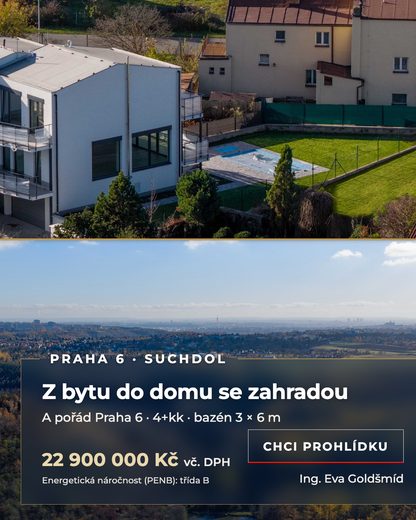 PRAHA 6 · SUCHDOL
Z bytu do domu se zahradou
A pořád Praha 6 · 4+kk · bazén 3 × 6 m
CHCI PROHLÍDKU
22 900 000 Kč vč. DPH
Energetická náročnost (PENB): třída B
Ing. Eva Goldšmíd